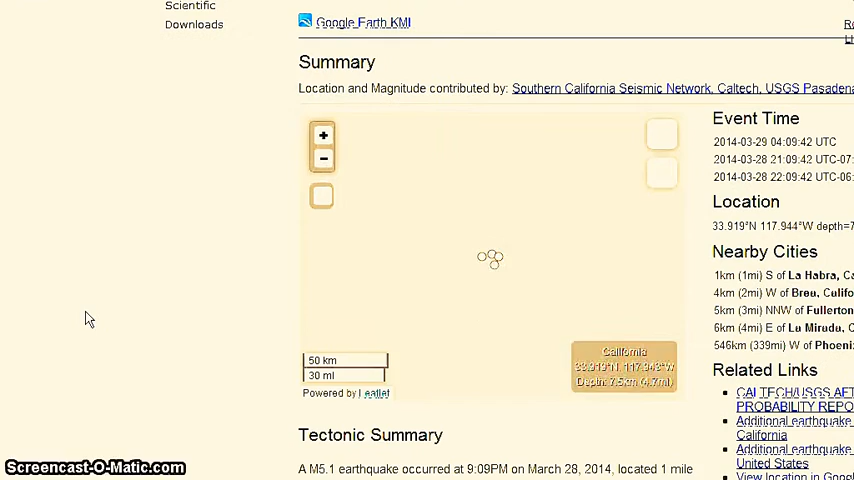 Scientific
Downloads
Google Earth KML
Summary
Location and Magnitude contributed by: Southern California Seismic Network, Caltech, USGS Pasadena
+
−
50 km
30 mi
Powered by Leaflet
California
33.919°N, 117.943°W
Depth: 7.5km (4.7mi)
Tectonic Summary
A M5.1 earthquake occurred at 9:09PM on March 28, 2014, located 1 mile
Event Time
2014-03-29 04:09:42 UTC
2014-03-28 21:09:42 UTC-07:
2014-03-28 22:09:42 UTC-06:
Location
33.919°N 117.944°W depth=7
Nearby Cities
1km (1mi) S of La Habra, Ca
4km (2mi) W of Brea, Califo
5km (3mi) NNW of Fullerton
6km (4mi) E of La Mirada, C
546km (339mi) W of Phoeni
Related Links
CALTECH/USGS AFT
PROBABILITY REPO
Additional earthquake
California
Additional earthquake
United States
View location in Googl
Screencast-O-Matic.com